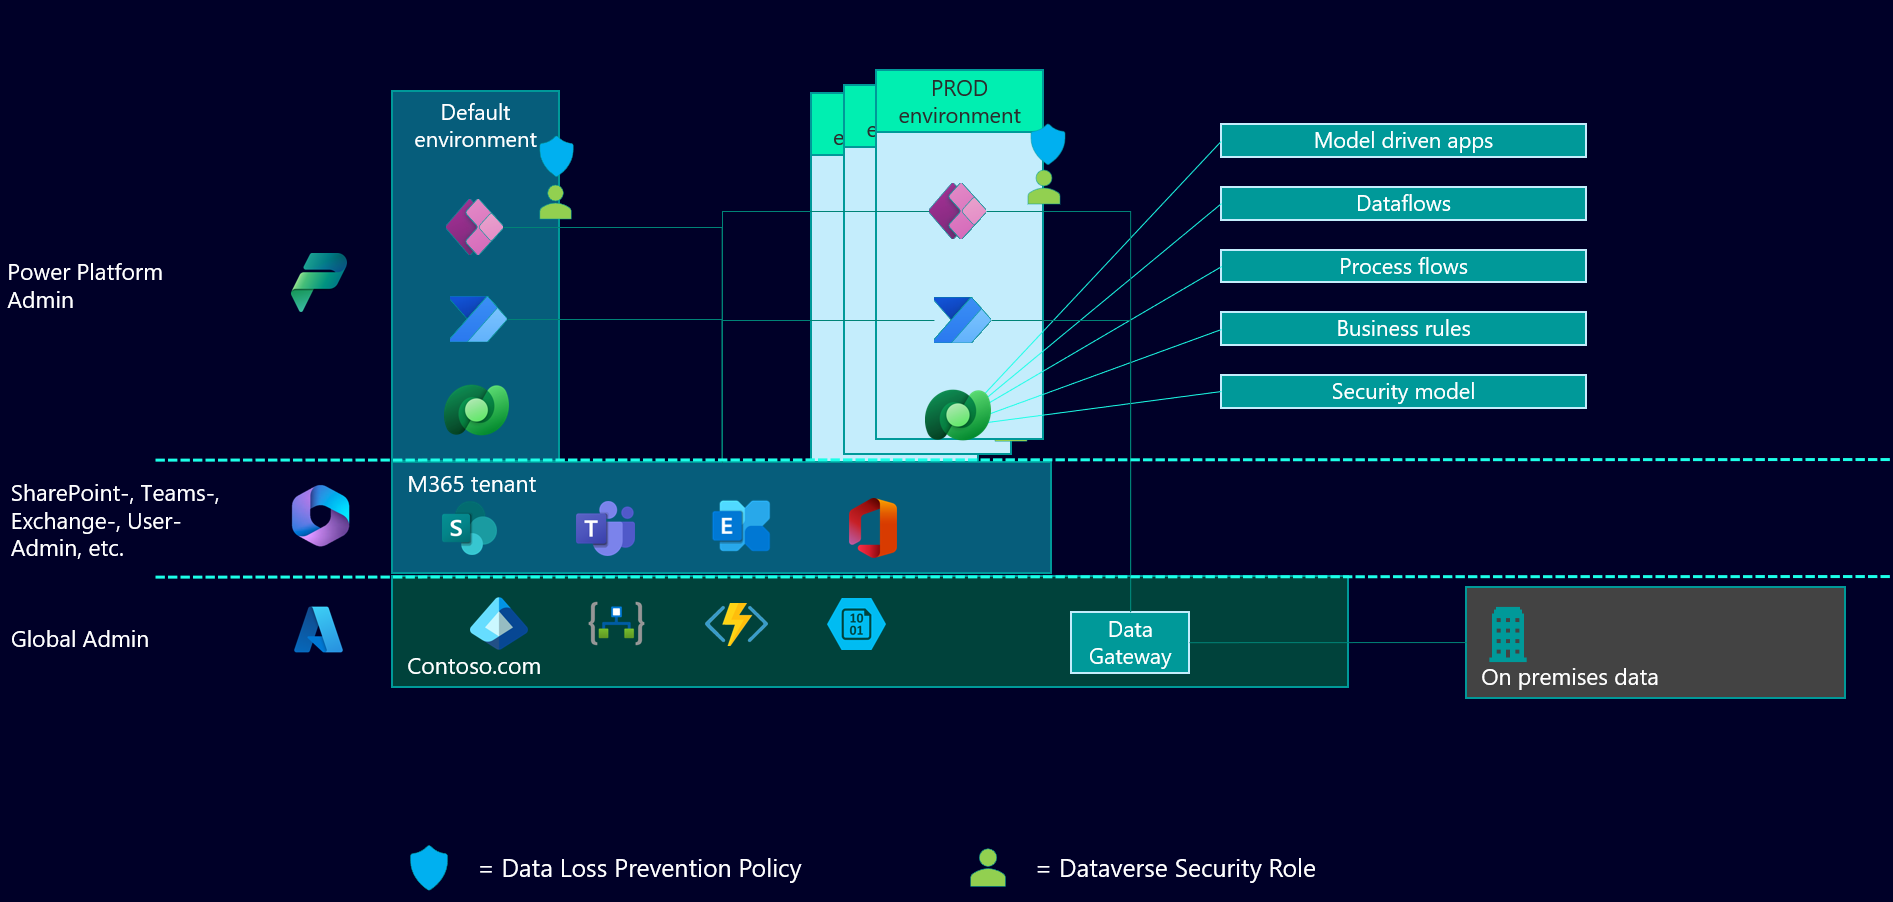 Default
environment
PROD
environment
e
e
Model driven apps
Dataflows
Process flows
Business rules
Security model
Power Platform
Admin
SharePoint-, Teams-,
Exchange-, User-
Admin, etc.
M365 tenant
S
T
E
Global Admin
10
01
Contoso.com
Data
Gateway
On premises data
= Data Loss Prevention Policy
= Dataverse Security Role